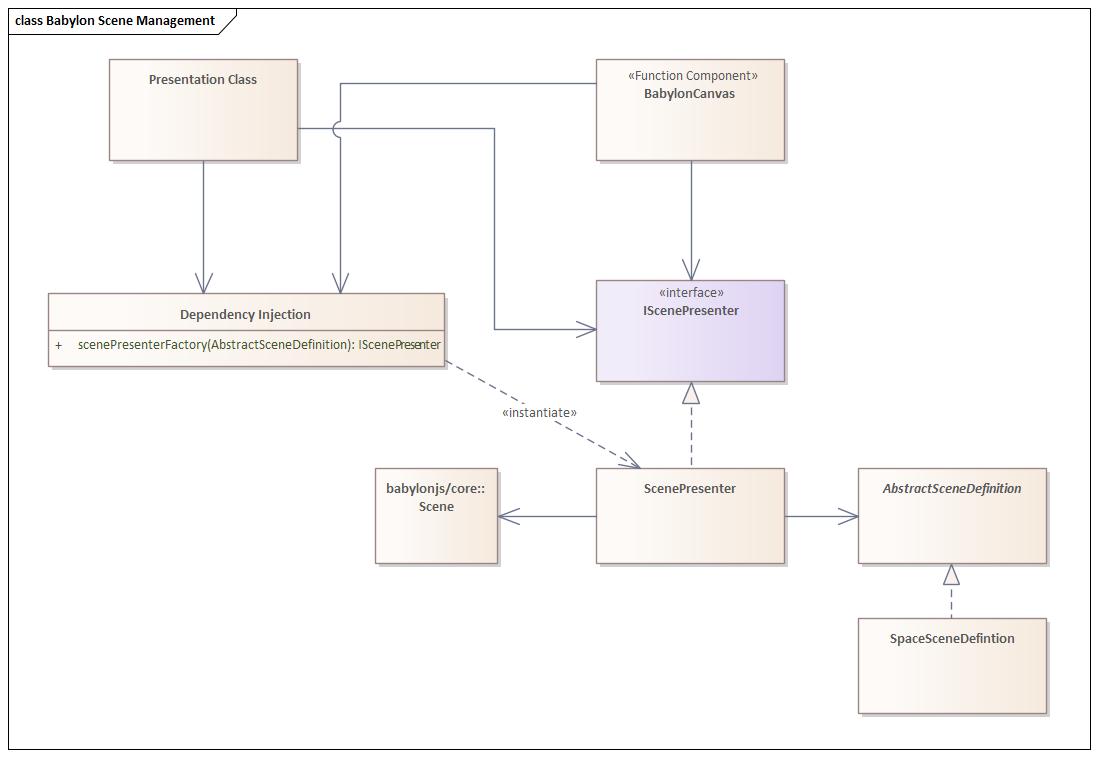 class Babylon Scene Management
Presentation Class
«Function Component»
BabylonCanvas
Dependency Injection
+ scenePresenterFactory(AbstractSceneDefinition): IScenePresenter
«interface»
IScenePresenter
«instantiate»
babylonjs/core::
Scene
ScenePresenter
AbstractSceneDefinition
SpaceSceneDefintion